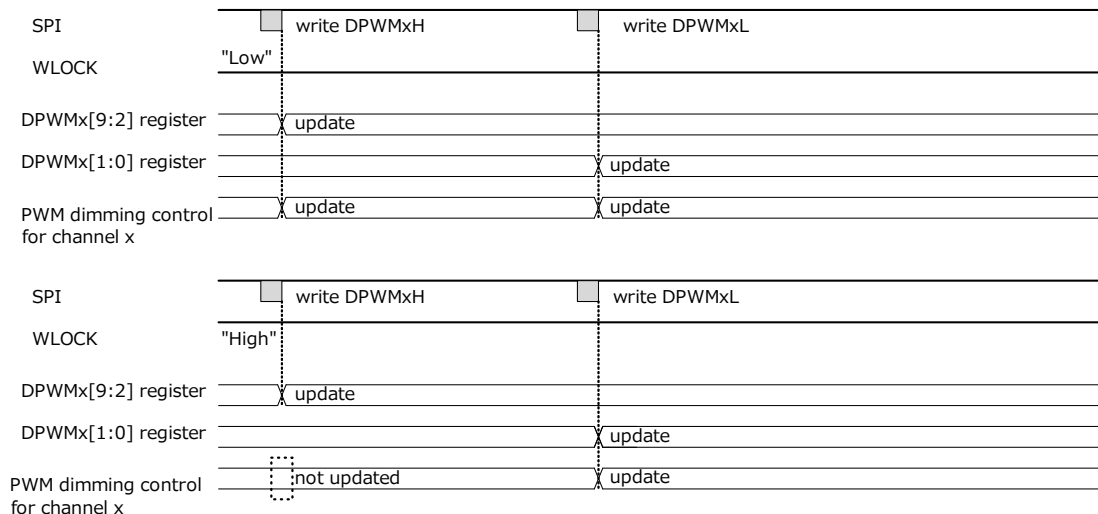 SPI write DPWMxH write DPWMxL
WLOCK "Low"
DPWMx[9:2] register update
DPWMx[1:0] register update
PWM dimming control update update
for channel x
SPI write DPWMxH write DPWMxL
WLOCK "High"
DPWMx[9:2] register update
DPWMx[1:0] register update
PWM dimming control not updated update
for channel x